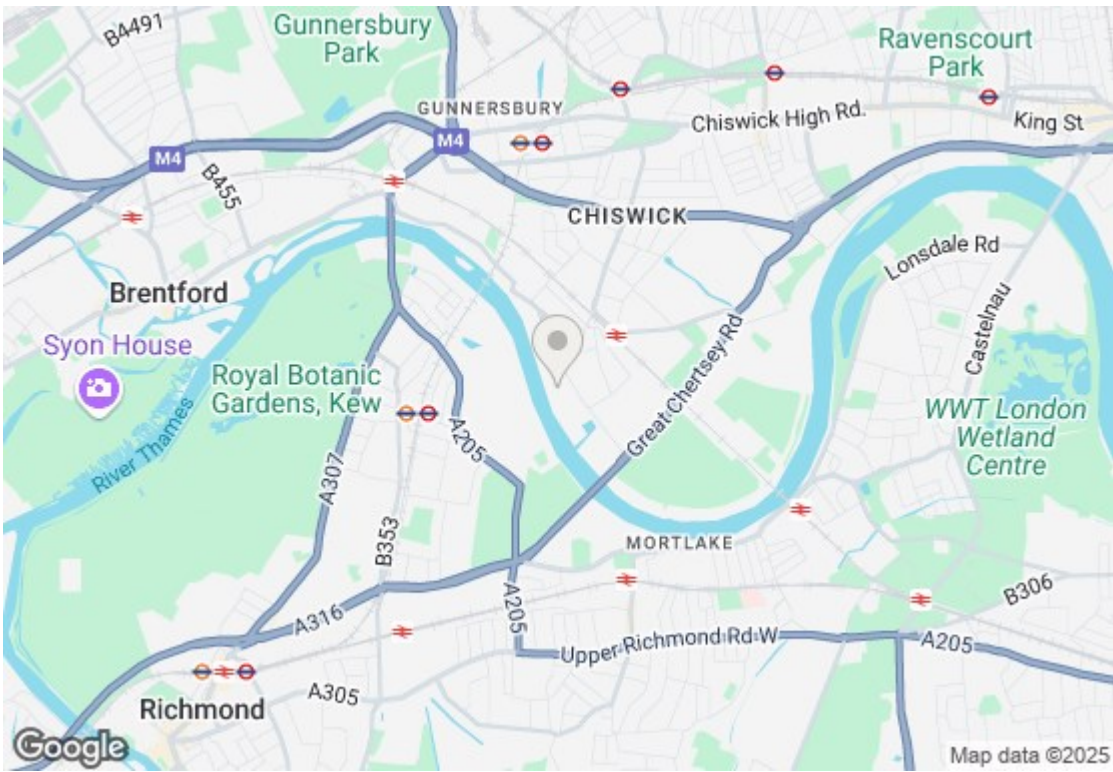 B4491
Gunnersbury
Park
Ravenscourt
Park
GUNNERSBURY
Chiswick High Rd.
King St
M4
M4
B455
CHISWICK
Lonsdale Rd
Brentford
Castelnau
Syon House
Great Chertsey Rd
Royal Botanic
Gardens, Kew
A205
WWT London
Wetland
Centre
River Thames
A307
B353
MORTLAKE
A205
B306
A316
Upper Richmond Rd W
A205
A305
Richmond
Google
Map data ©2025